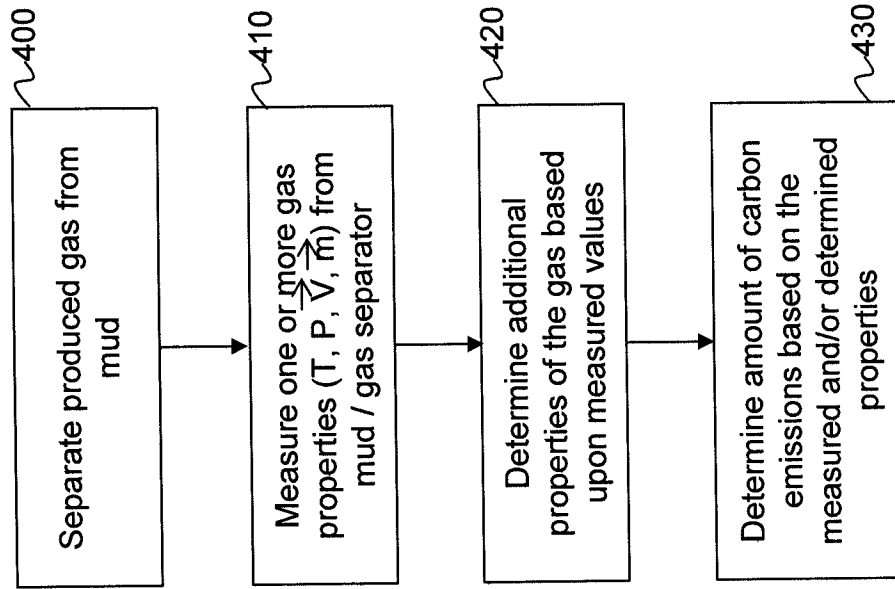 400
Separate produced gas from
mud
410
Measure one or more gas
properties (T, P, V⃗, m⃗) from
mud / gas separator
420
Determine additional
properties of the gas based
upon measured values
430
Determine amount of carbon
emissions based on the
measured and/or determined
properties